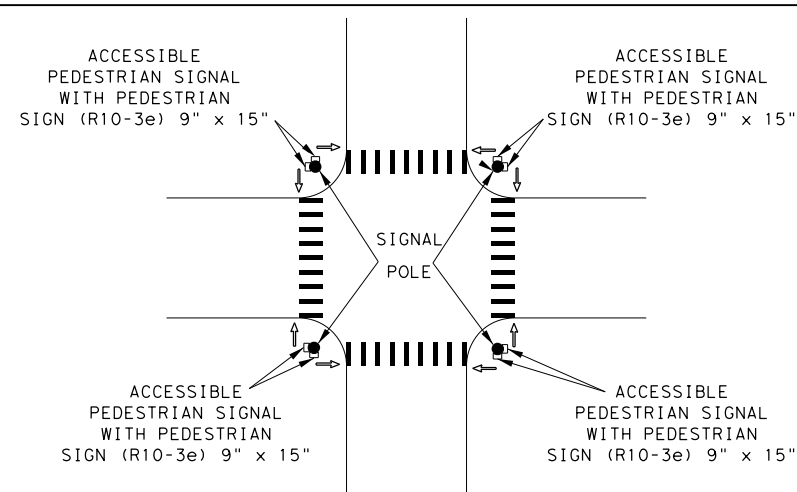 ACCESSIBLE
PEDESTRIAN SIGNAL
WITH PEDESTRIAN
SIGN (R10-3e) 9" x 15"
ACCESSIBLE
PEDESTRIAN SIGNAL
WITH PEDESTRIAN
SIGN (R10-3e) 9" x 15"
SIGNAL
POLE
ACCESSIBLE
PEDESTRIAN SIGNAL
WITH PEDESTRIAN
SIGN (R10-3e) 9" x 15"
ACCESSIBLE
PEDESTRIAN SIGNAL
WITH PEDESTRIAN
SIGN (R10-3e) 9" x 15"